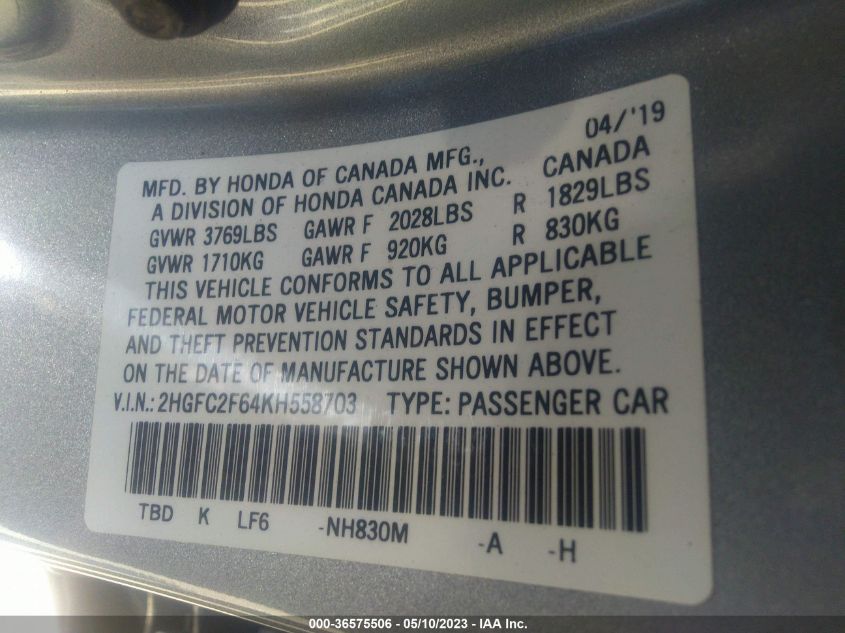 04/'19
MFD. BY HONDA OF CANADA MFG., CANADA
A DIVISION OF HONDA CANADA INC.
GVWR 3769LBS GAWR F 2028LBS R 1829LBS
GVWR 1710KG GAWR F 920KG R 830KG
THIS VEHICLE CONFORMS TO ALL APPLICABLE
FEDERAL MOTOR VEHICLE SAFETY, BUMPER,
AND THEFT PREVENTION STANDARDS IN EFFECT
ON THE DATE OF MANUFACTURE SHOWN ABOVE.
V.I.N.: 2HGFC2F64KH558703 TYPE: PASSENGER CAR
TBD K LF6 -NH830M -A -H
000-36575506 - 05/10/2023 - IAA Inc.